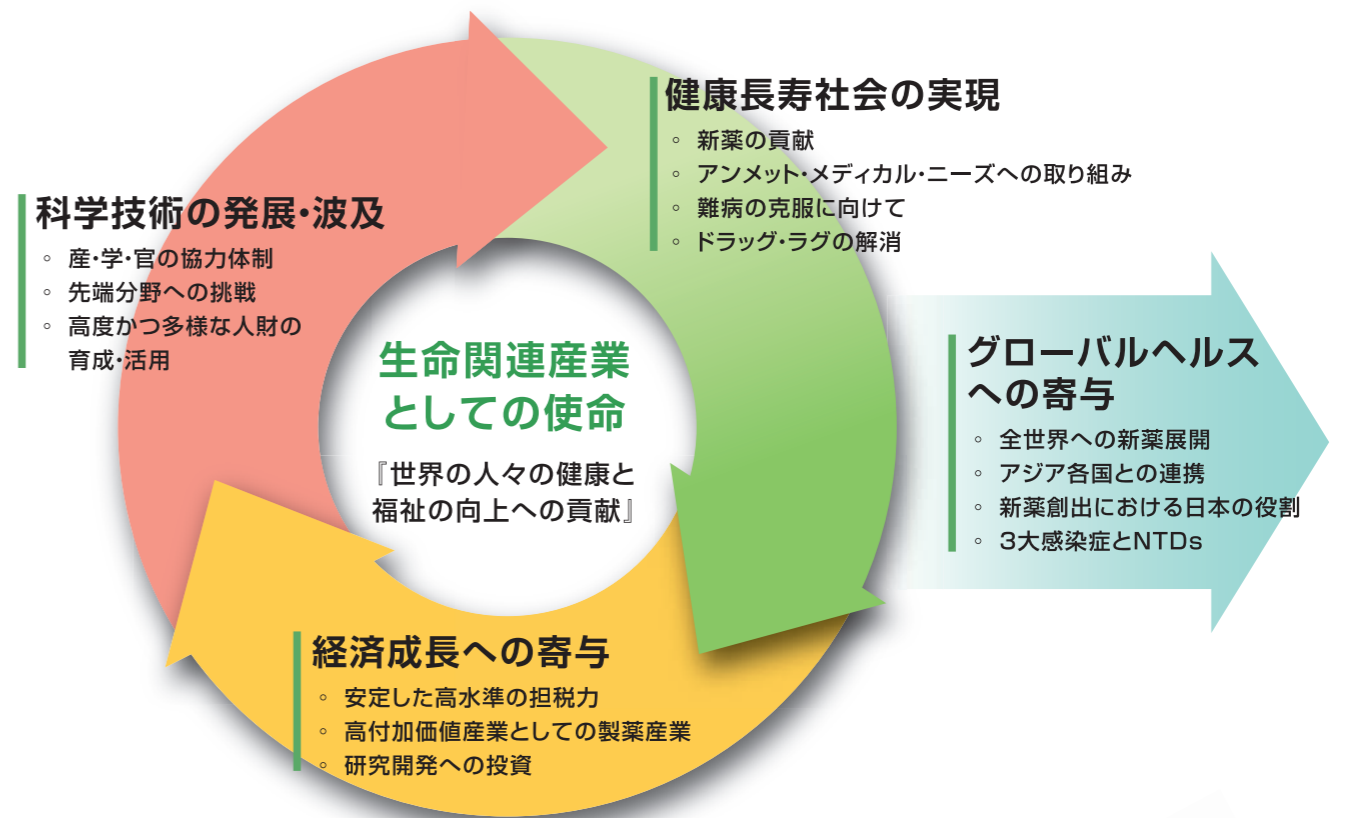 健康長寿社会の実現
◦ 新薬の貢献
◦ アンメット・メディカル・ニーズへの取り組み
◦ 難病の克服に向けて
◦ ドラッグ・ラグの解消
科学技術の発展・波及
◦ 産・学・官の協力体制
◦ 先端分野への挑戦
◦ 高度かつ多様な人財の
育成・活用
生命関連産業
としての使命
『世界の人々の健康と
福祉の向上への貢献』
グローバルヘルス
への寄与
◦ 全世界への新薬展開
◦ アジア各国との連携
◦ 新薬創出における日本の役割
◦ 3大感染症とNTDs
経済成長への寄与
◦ 安定した高水準の担税力
◦ 高付加価値産業としての製薬産業
◦ 研究開発への投資